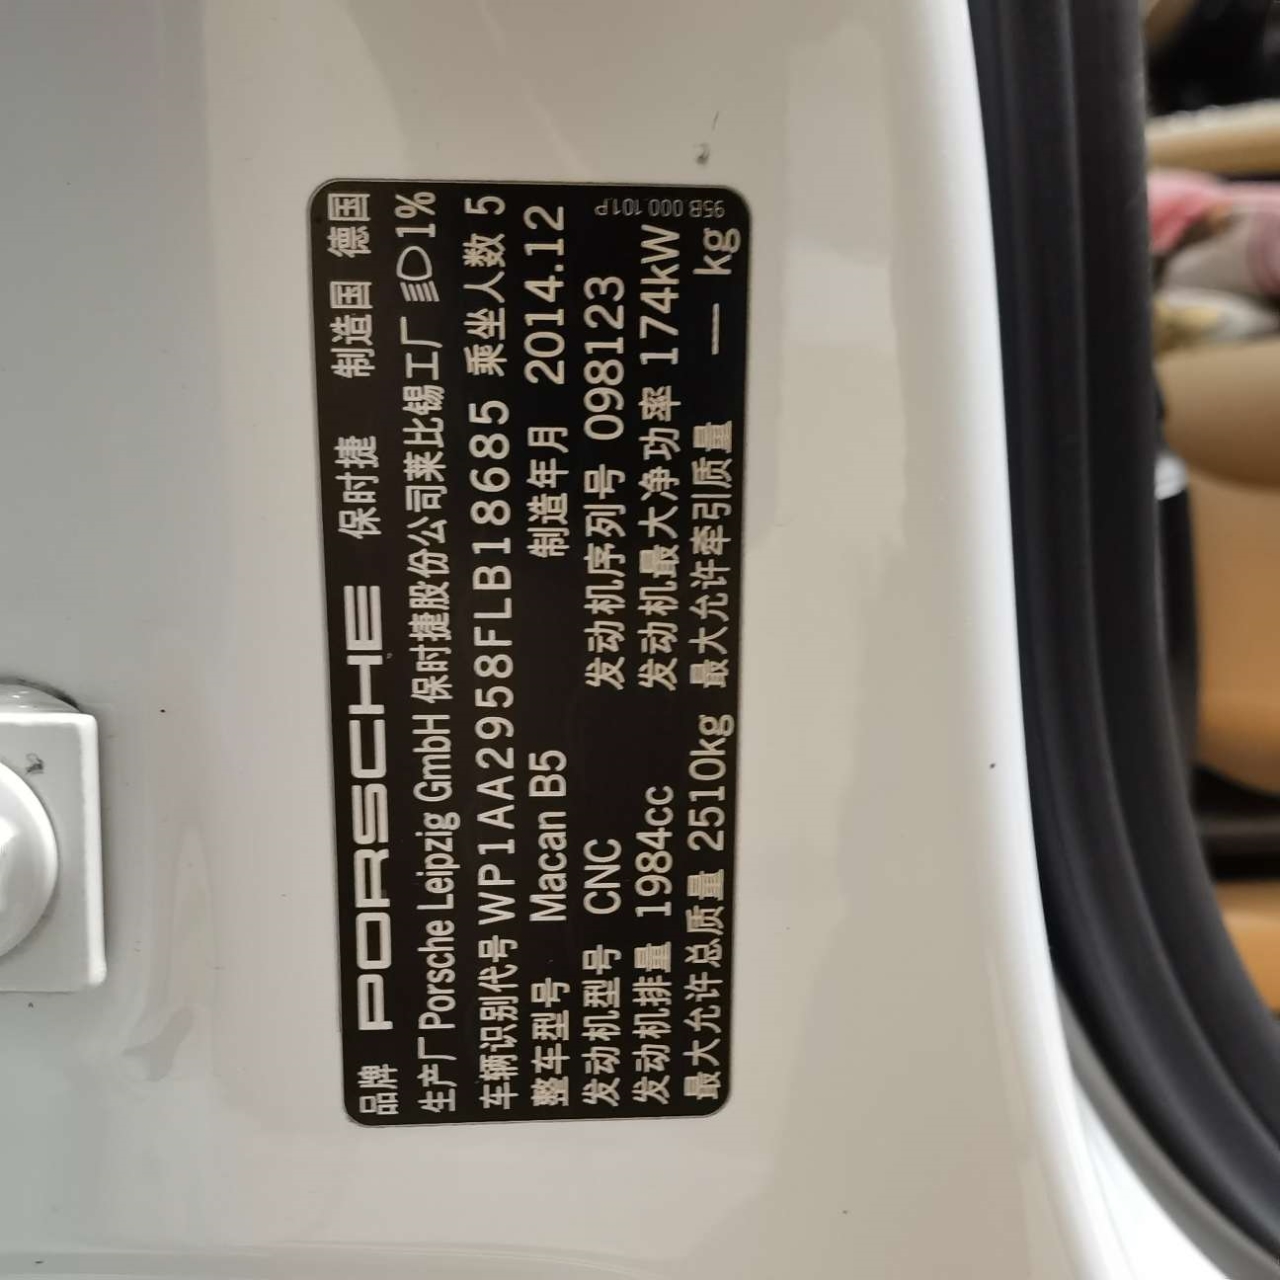 品牌 PORSCHE 保时捷 制造国 德国
生产厂 Porsche Leipzig GmbH 保时捷股份公司莱比锡工厂 1%
车辆识别代号 WP1AA2958FLB18685 乘坐人数 5
整车型号 Macan B5 制造年月 2014.12
发动机型号 CNC 发动机序列号 098123
发动机排量 1984cc 发动机最大净功率 174kW
最大允许总质量 2510kg 最大允许牵引质量 — kg
95B 000 101P